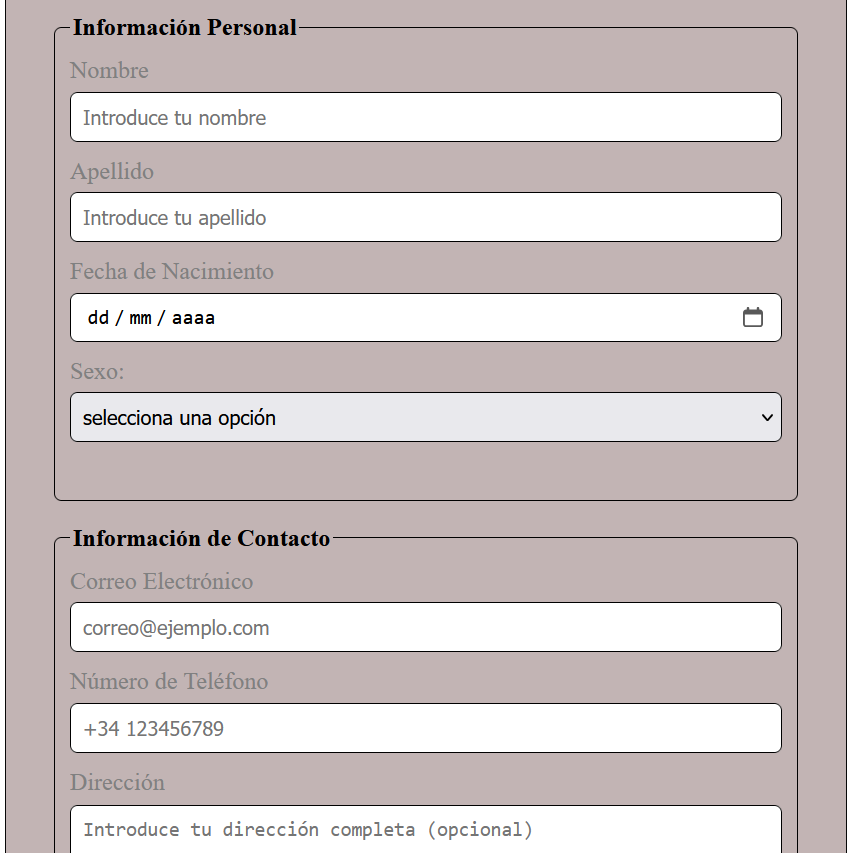 Información Personal
Nombre
Introduce tu nombre
Apellido
Introduce tu apellido
Fecha de Nacimiento
dd / mm / aaaa
Sexo:
selecciona una opción
Información de Contacto
Correo Electrónico
correo@ejemplo.com
Número de Teléfono
+34 123456789
Dirección
Introduce tu dirección completa (opcional)